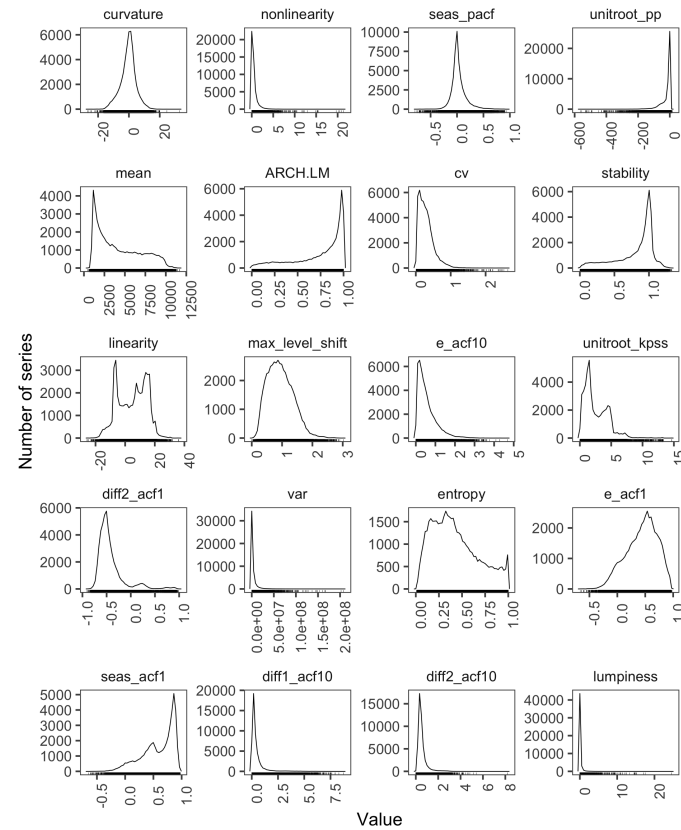 curvature nonlinearity seas_pacf unitroot_pp
6000 4000 2000 0
20000 15000 10000 5000 0
10000 7500 5000 2500 0
20000 10000 0
-20 0 20
0 5 10 15 20
-0.5 0.0 0.5 1.0
-600 -400 -200 0
mean ARCH.LM cv stability
4000 3000 2000 1000 0
6000 4000 2000 0
6000 4000 2000 0
6000 4000 2000 0
0 2500 5000 7500 10000 12500
0.00 0.25 0.50 0.75 1.00
0 1 2
0.0 0.5 1.0
Number of series
linearity max_level_shift e_acf10 unitroot_kpss
3000 2000 1000 0
2000 1000 0
6000 4000 2000 0
4000 2000 0
-20 0 20 40
0 1 2 3
0 1 2 3 4 5
0 5 10 15
diff2_acf1 var entropy e_acf1
6000 4000 2000 0
30000 20000 10000 0
1500 1000 500 0
2000 1000 0
-1.0 -0.5 0.0 0.5 1.0
0.0e+00 5.0e+07 1.0e+08 1.5e+08 2.0e+08
0.00 0.25 0.50 0.75 1.00
-0.5 0.0 0.5 1.0
seas_acf1 diff1_acf10 diff2_acf10 lumpiness
5000 4000 3000 2000 1000 0
20000 15000 10000 5000 0
15000 10000 5000 0
40000 30000 20000 10000 0
-0.5 0.0 0.5 1.0
0.0 2.5 5.0 7.5
0 2 4 6 8
0 10 20
Value